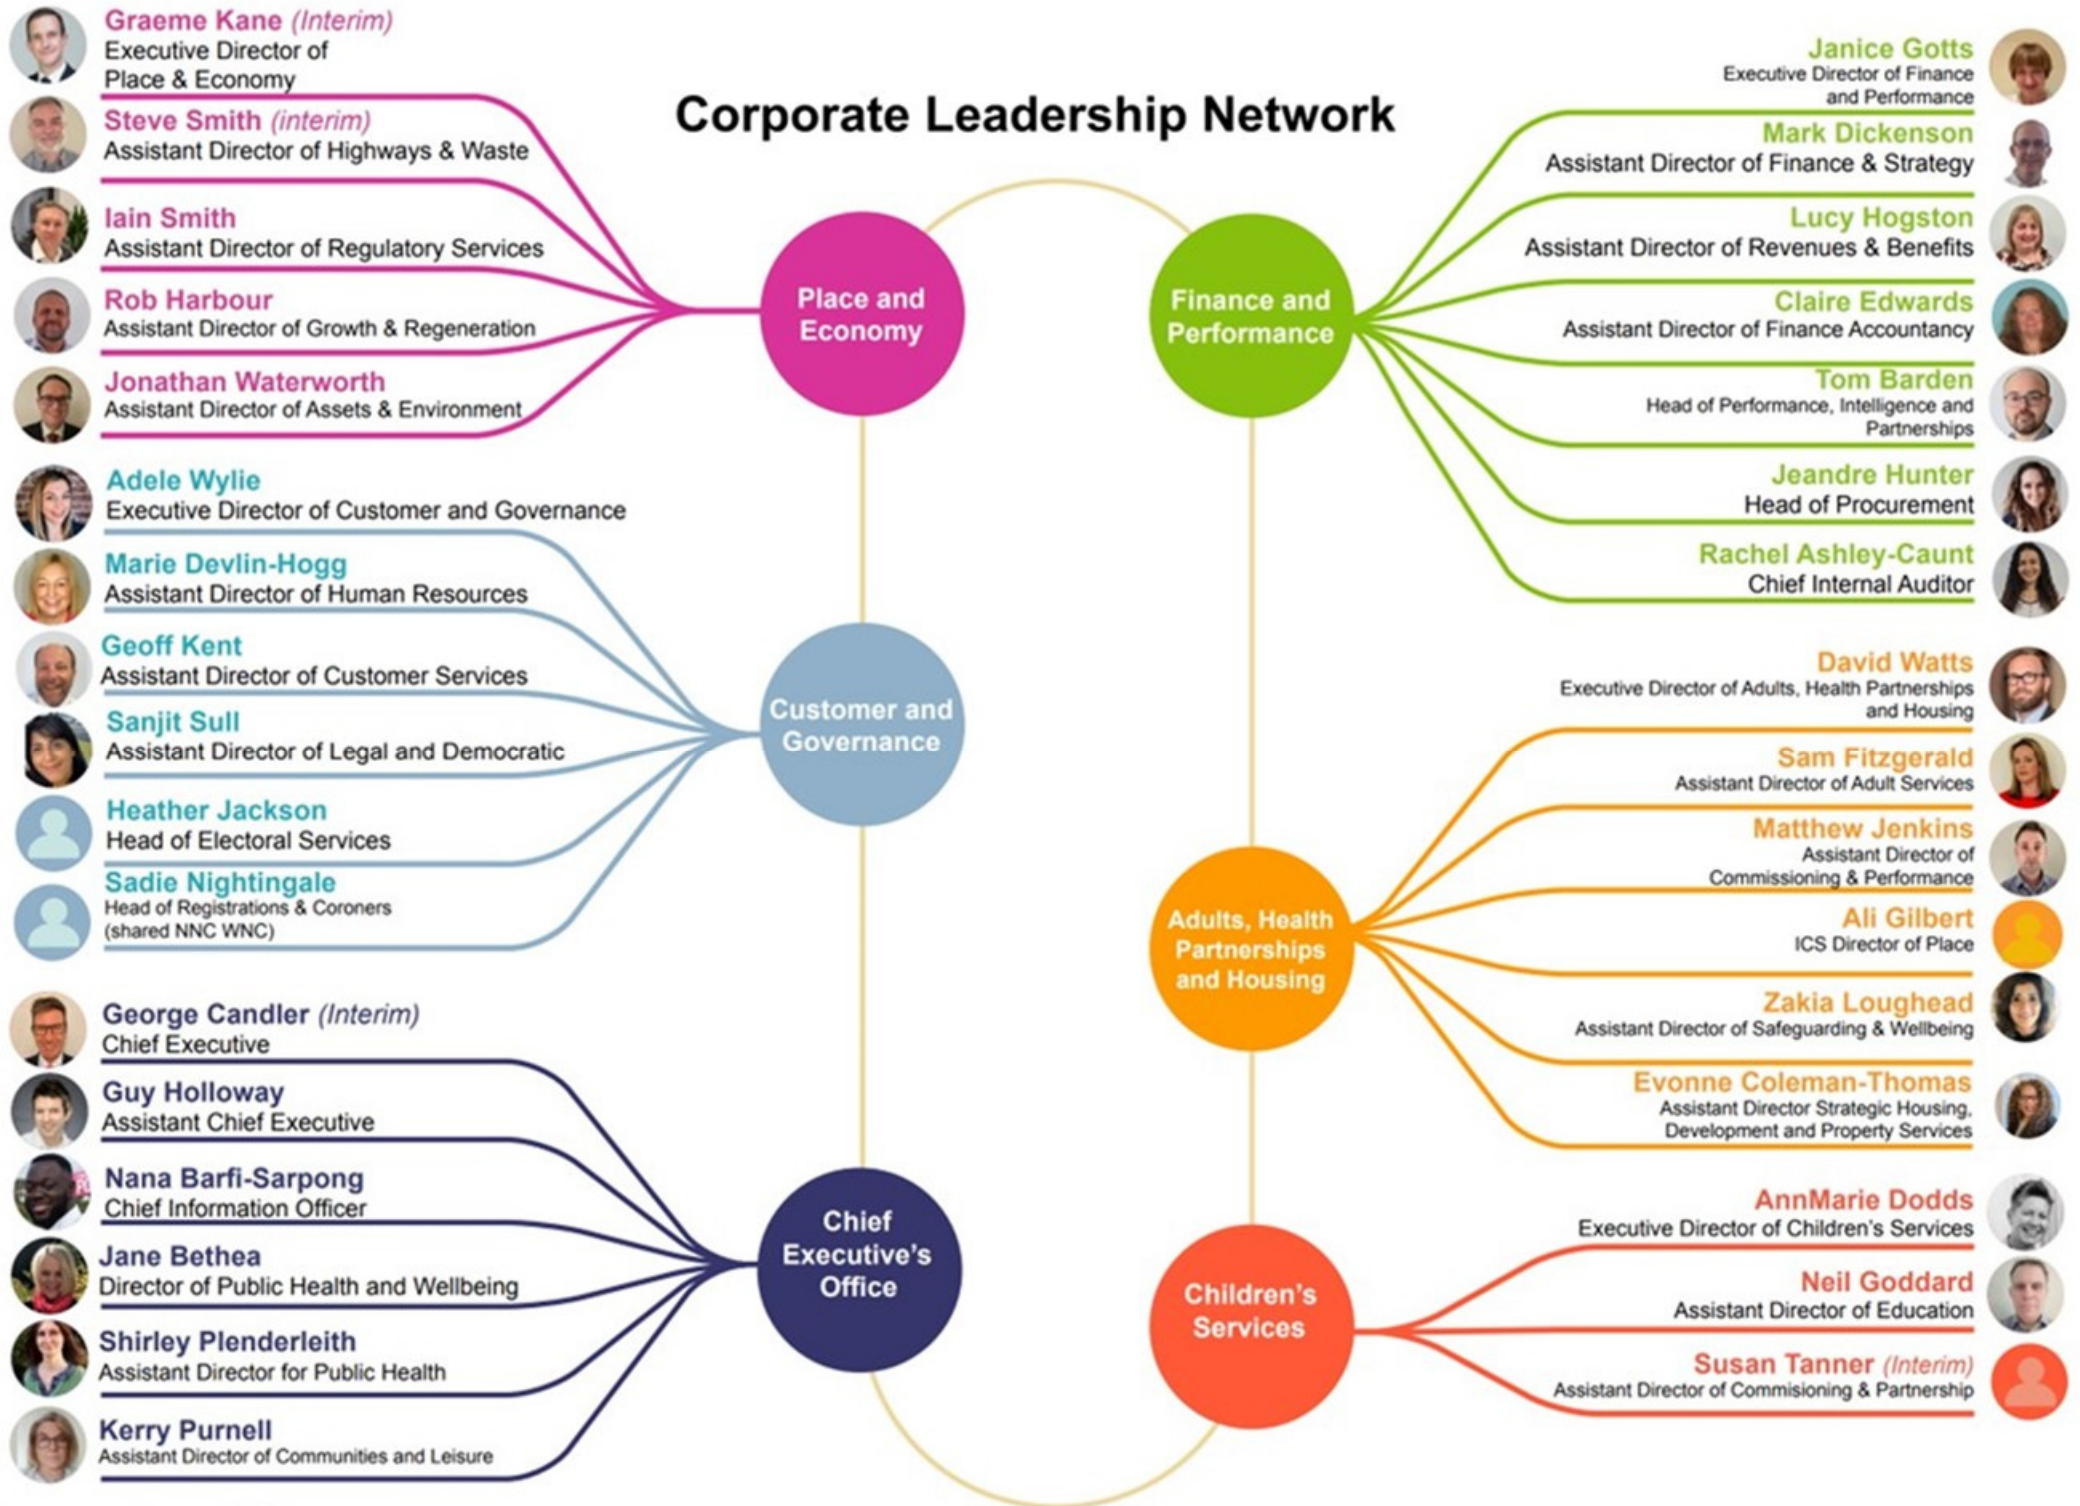 Corporate Leadership Network
Graeme Kane (Interim)
Executive Director of
Place & Economy
Steve Smith (interim)
Assistant Director of Highways & Waste
Iain Smith
Assistant Director of Regulatory Services
Rob Harbour
Assistant Director of Growth & Regeneration
Jonathan Waterworth
Assistant Director of Assets & Environment
Place and
Economy
Adele Wylie
Executive Director of Customer and Governance
Marie Devlin-Hogg
Assistant Director of Human Resources
Geoff Kent
Assistant Director of Customer Services
Sanjit Sull
Assistant Director of Legal and Democratic
Heather Jackson
Head of Electoral Services
Sadie Nightingale
Head of Registrations & Coroners
(shared NNC WNC)
Customer and
Governance
George Candler (Interim)
Chief Executive
Guy Holloway
Assistant Chief Executive
Nana Barfi-Sarpong
Chief Information Officer
Jane Bethea
Director of Public Health and Wellbeing
Shirley Plenderleith
Assistant Director for Public Health
Kerry Purnell
Assistant Director of Communities and Leisure
Chief
Executive's
Office
Finance and
Performance
Janice Gotts
Executive Director of Finance
and Performance
Mark Dickenson
Assistant Director of Finance & Strategy
Lucy Hogston
Assistant Director of Revenues & Benefits
Claire Edwards
Assistant Director of Finance Accountancy
Tom Barden
Head of Performance, Intelligence and
Partnerships
Jeandre Hunter
Head of Procurement
Rachel Ashley-Caunt
Chief Internal Auditor
Adults, Health
Partnerships
and Housing
David Watts
Executive Director of Adults, Health Partnerships
and Housing
Sam Fitzgerald
Assistant Director of Adult Services
Matthew Jenkins
Assistant Director of
Commissioning & Performance
Ali Gilbert
ICS Director of Place
Zakia Loughead
Assistant Director of Safeguarding & Wellbeing
Evonne Coleman-Thomas
Assistant Director Strategic Housing,
Development and Property Services
Children's
Services
AnnMarie Dodds
Executive Director of Children's Services
Neil Goddard
Assistant Director of Education
Susan Tanner (Interim)
Assistant Director of Commisioning & Partnership